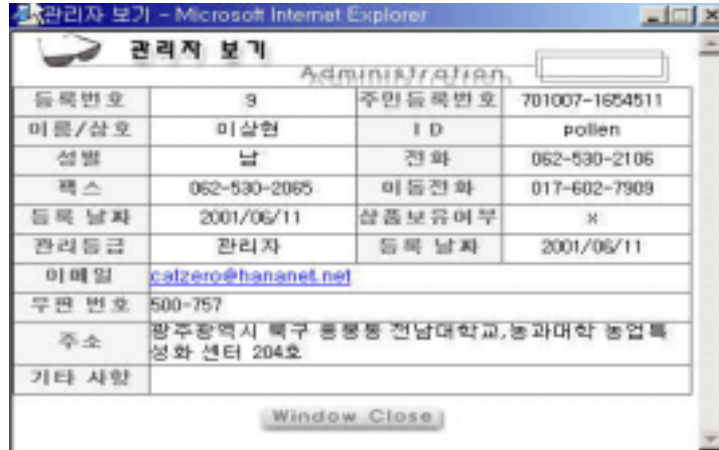 관리자 보기 - Microsoft Internet Explorer
관리자 보기
Administration
등록번호 9 주민등록번호 701007-1654511
이름/상호 이상현 ID pollen
성별 남 전화 062-530-2106
팩스 062-530-2065 이동전화 017-602-7909
등록 날짜 2001/06/11 상품보유여부 x
관리등급 관리자 등록 날짜 2001/06/11
이메일 catzero@hananet.net
우편 번호 500-757
주소 광주광역시 북구 용봉동 전남대학교,농과대학 농업특
성화 센터 204호
기타 사항
Window Close